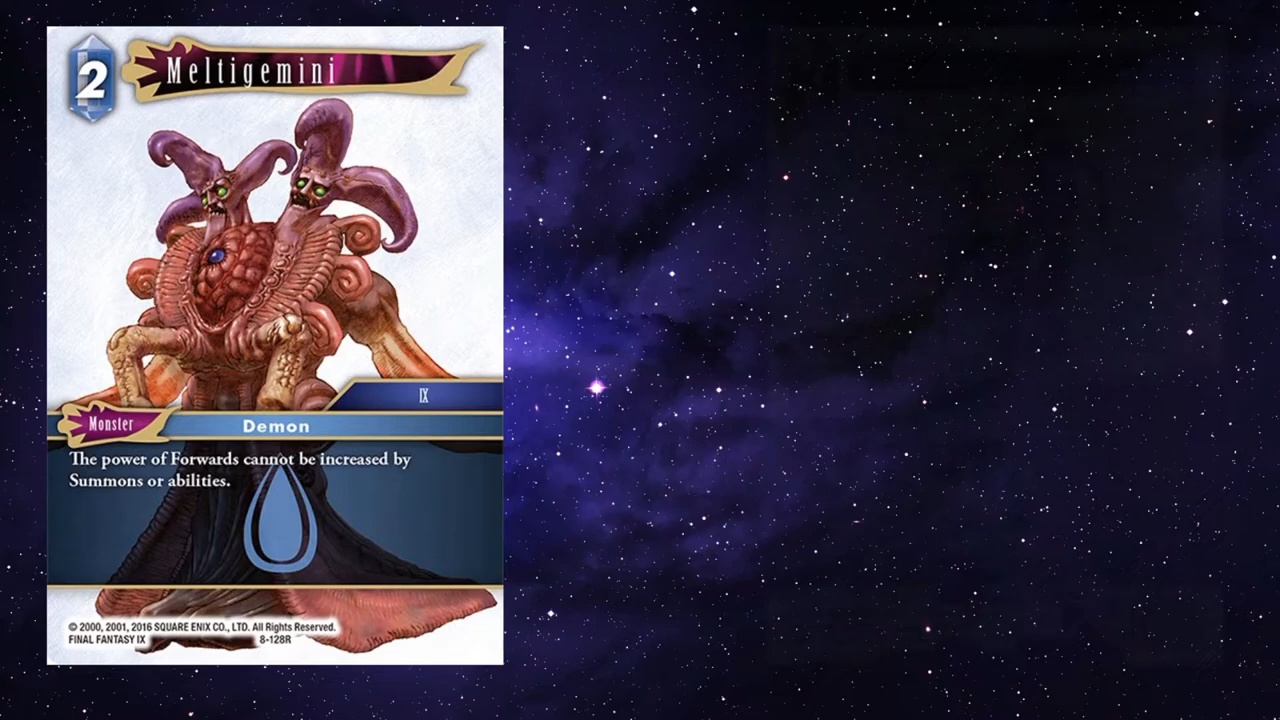 2
Meltigemini
IX
Monster
Demon
The power of Forwards cannot be increased by
Summons or abilities.
© 2000, 2001, 2016 SQUARE ENIX CO., LTD. All Rights Reserved.
FINAL FANTASY IX 8-128R